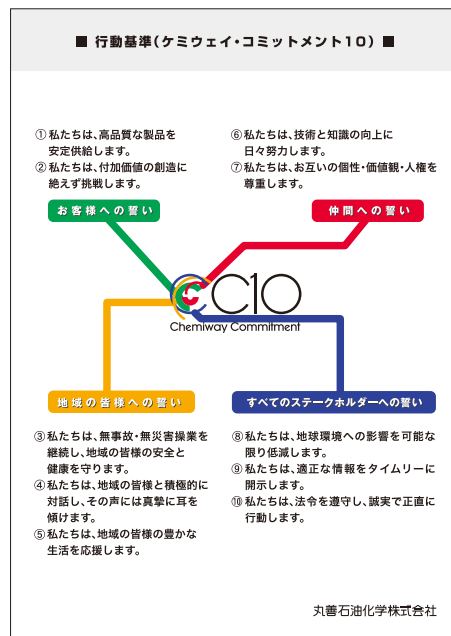 ■ 行動基準(ケミウェイ・コミットメント10) ■
① 私たちは、高品質な製品を
安定供給します。
② 私たちは、付加価値の創造に
絶えず挑戦します。
お客様への誓い
⑥ 私たちは、技術と知識の向上に
日々努力します。
⑦ 私たちは、お互いの個性・価値観・人権を
尊重します。
仲間への誓い
C10
Chemiway Commitment
地域の皆様への誓い
③ 私たちは、無事故・無災害操業を
継続し、地域の皆様の安全と
健康を守ります。
④ 私たちは、地域の皆様と積極的に
対話し、その声には真摯に耳を
傾けます。
⑤ 私たちは、地域の皆様の豊かな
生活を応援します。
すべてのステークホルダーへの誓い
⑧ 私たちは、地球環境への影響を可能な
限り低減します。
⑨ 私たちは、適正な情報をタイムリーに
開示します。
⑩ 私たちは、法令を遵守し、誠実で正直に
行動します。
丸善石油化学株式会社